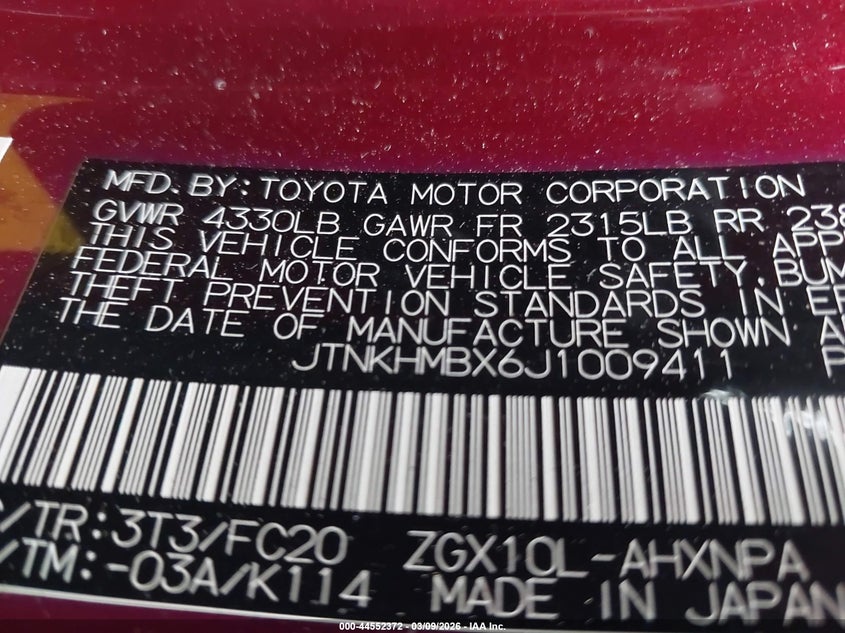 MFD. BY: TOYOTA MOTOR CORPORATION
GVWR 4330LB GAWR FR 2315LB RR
THIS VEHICLE CONFORMS TO ALL
FEDERAL MOTOR VEHICLE SAFETY,
THEFT PREVENTION STANDARDS IN
THE DATE OF MANUFACTURE SHOWN
JTNKHMBX6J1009411
/TR: 3T3/FC20 ZGX10L-AHXNPA
/TM: -03A/K114 MADE IN JAPAN
000-44552372 - 03/09/2026 - IAA Inc.